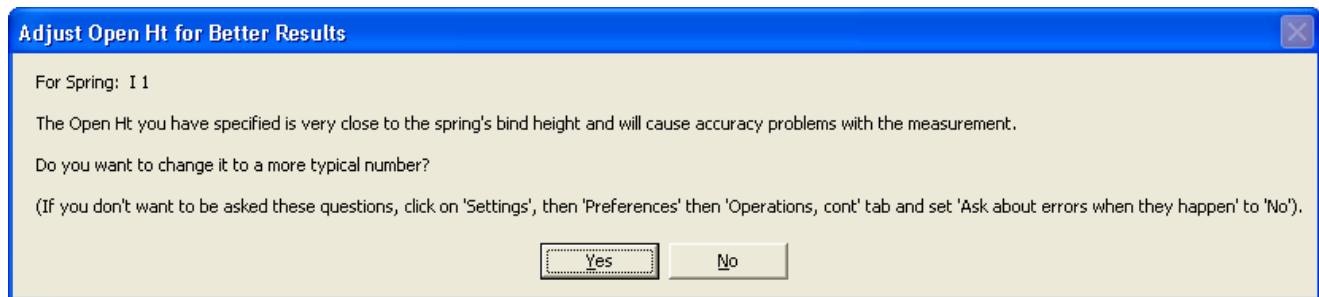 Adjust Open Ht for Better Results
For Spring: I 1
The Open Ht you have specified is very close to the spring's bind height and will cause accuracy problems with the measurement.
Do you want to change it to a more typical number?
(If you don't want to be asked these questions, click on 'Settings', then 'Preferences' then 'Operations, cont' tab and set 'Ask about errors when they happen' to 'No').
Yes No